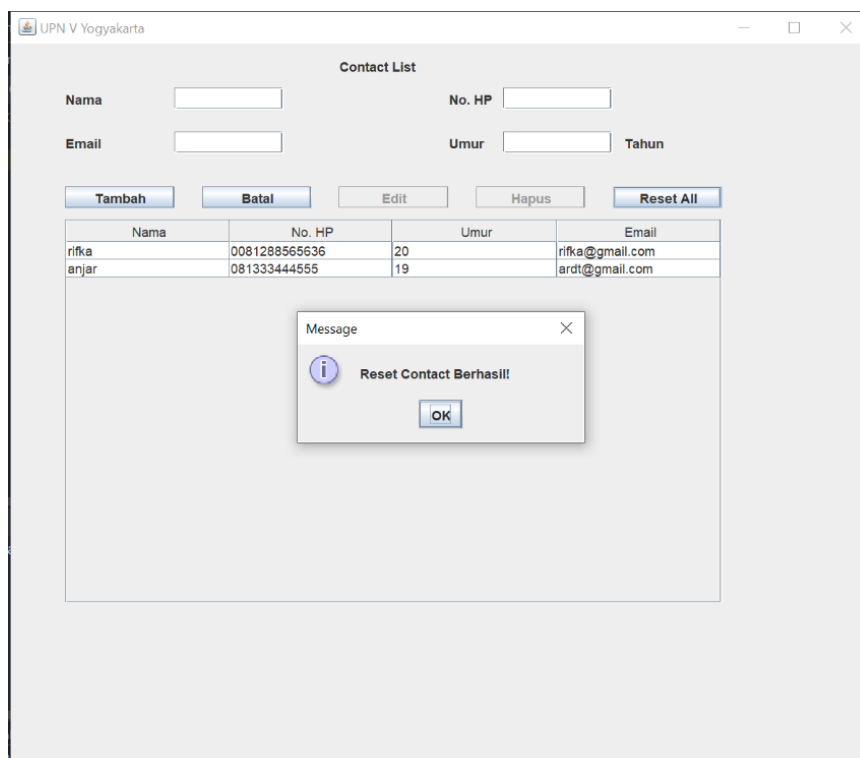 UPN V Yogyakarta
Contact List
Nama No. HP
Email Umur Tahun
Tambah Batal Edit Hapus Reset All
Nama No. HP Umur Email
rifka 0081288565636 20 rifka@gmail.com
anjar 081333444555 19 ardt@gmail.com
Message
Reset Contact Berhasil!
OK